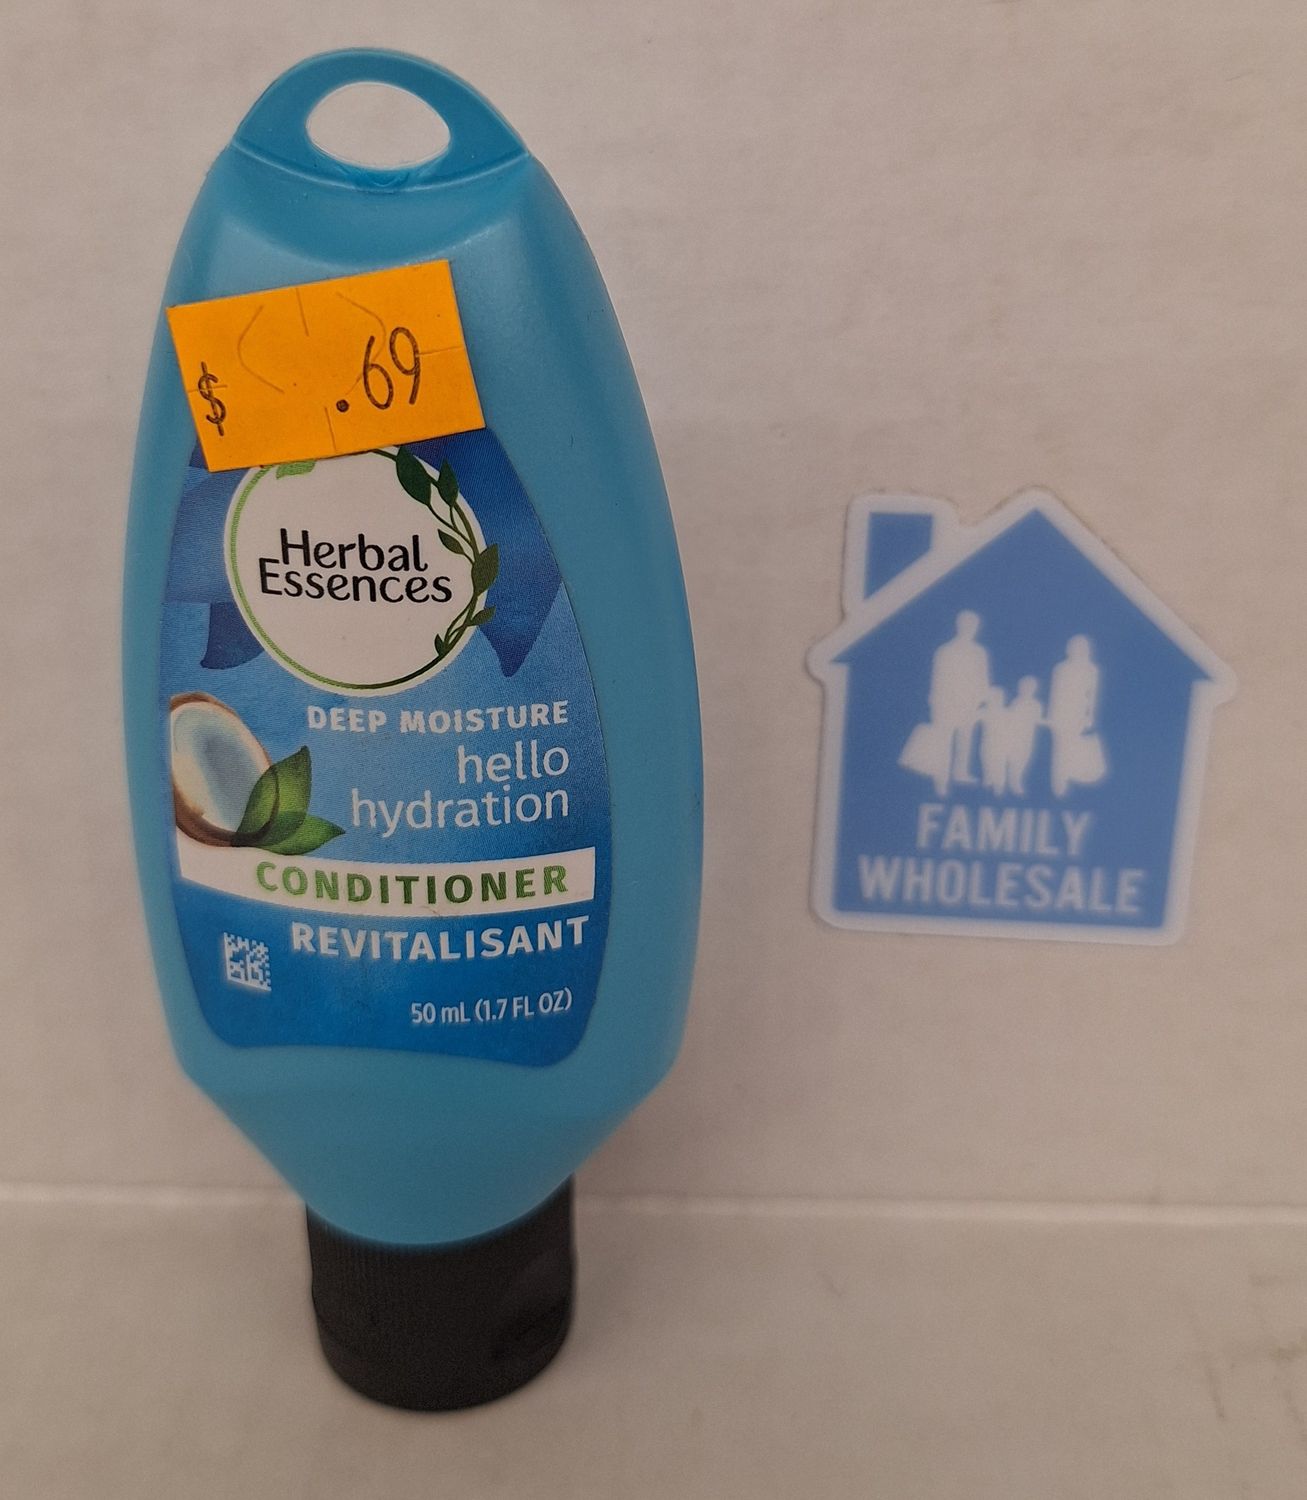 $ .69
Herbal
Essences
DEEP MOISTURE
hello
hydration
CONDITIONER
REVITALISANT
50 mL (1.7 FL OZ)
FAMILY
WHOLESALE